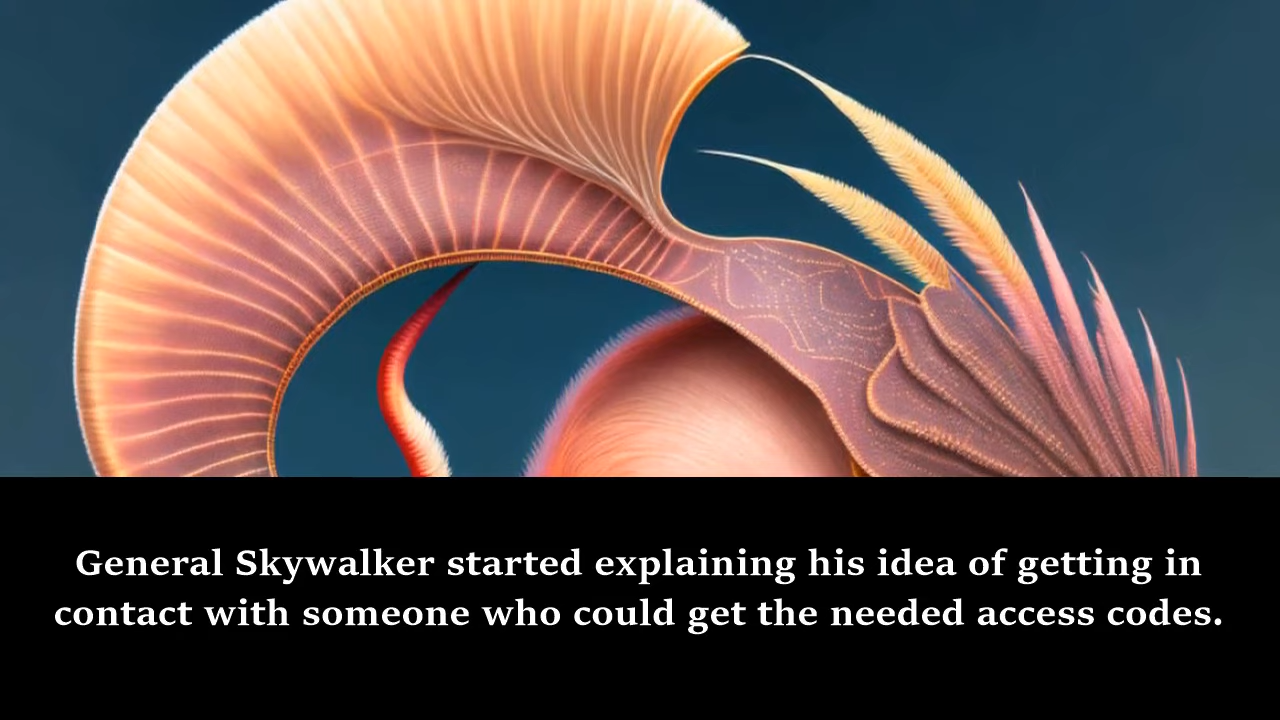 General Skywalker started explaining his idea of getting in
contact with someone who could get the needed access codes.